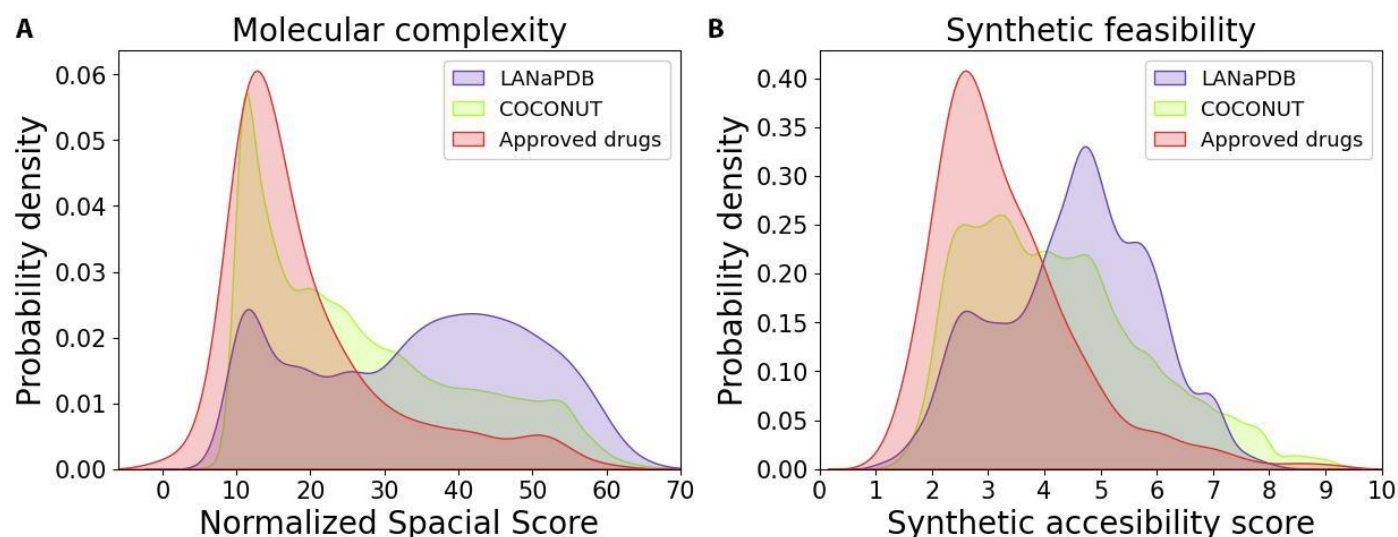 A
Molecular complexity
LANaPDB
COCONUT
Approved drugs
Probability density
0.06
0.05
0.04
0.03
0.02
0.01
0.00
0 10 20 30 40 50 60 70
Normalized Spacial Score
B
Synthetic feasibility
LANaPDB
COCONUT
Approved drugs
Probability density
0.40
0.35
0.30
0.25
0.20
0.15
0.10
0.05
0.00
0 1 2 3 4 5 6 7 8 9 10
Synthetic accesibility score